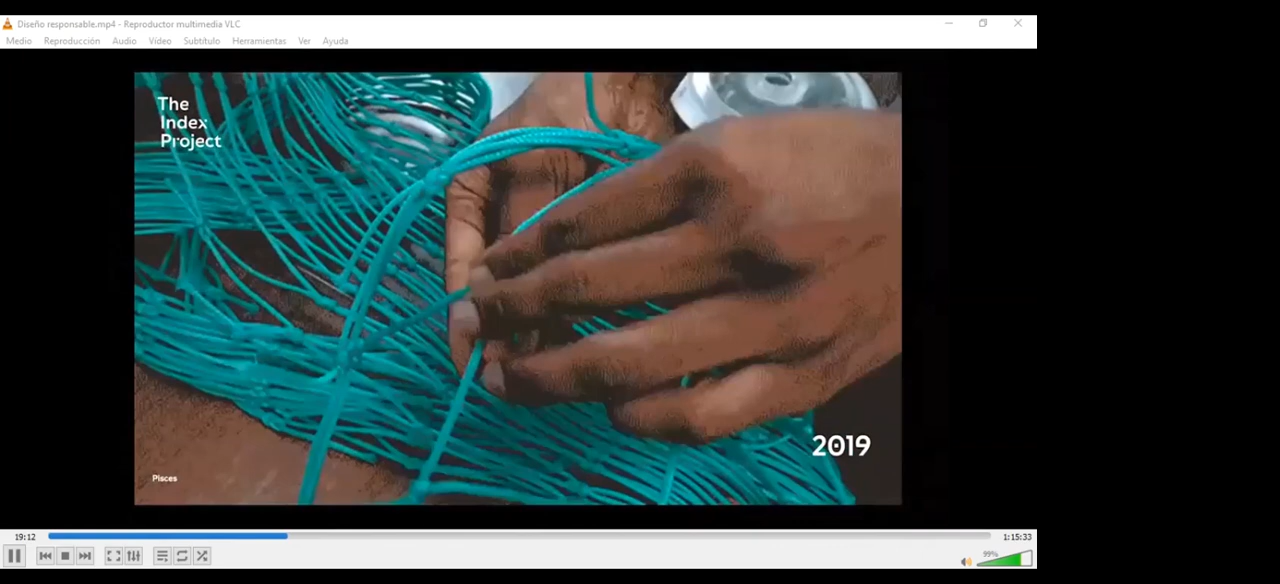 Diseño responsable.mp4 - Reproductor multimedia VLC
Medio Reproducción Audio Vídeo Subtítulo Herramientas Ver Ayuda
The
Index
Project
2019
Pisces
19:12
1:15:33
99%